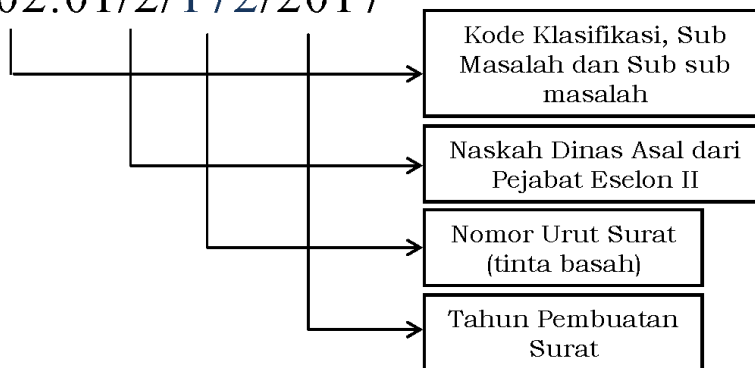 02.01/2/172/2017
Kode Klasifikasi, Sub
Masalah dan Sub sub
masalah
Naskah Dinas Asal dari
Pejabat Eselon II
Nomor Urut Surat
(tinta basah)
Tahun Pembuatan
Surat